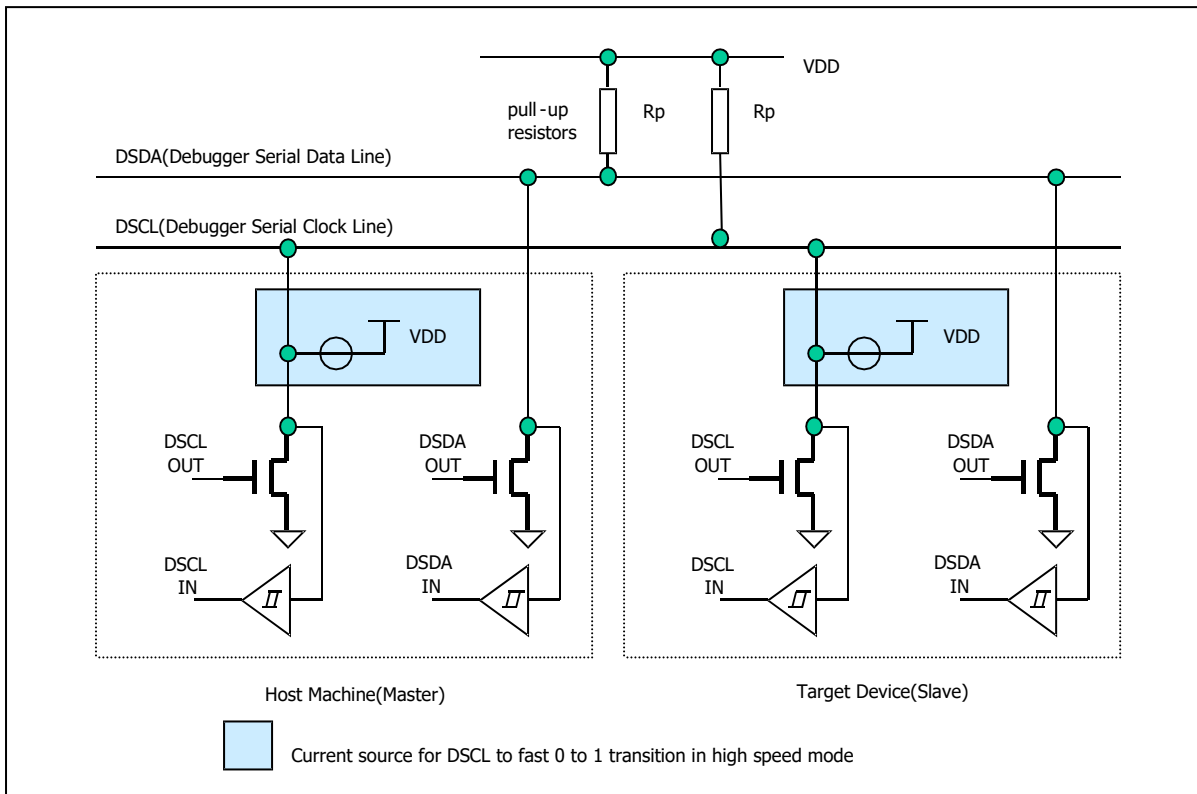 VDD
pull-up
resistors
Rp
Rp
DSDA(Debugger Serial Data Line)
DSCL(Debugger Serial Clock Line)
VDD
VDD
DSCL
OUT
DSDA
OUT
DSCL
OUT
DSDA
OUT
DSCL
IN
DSDA
IN
DSCL
IN
DSDA
IN
Host Machine(Master)
Target Device(Slave)
Current source for DSCL to fast 0 to 1 transition in high speed mode